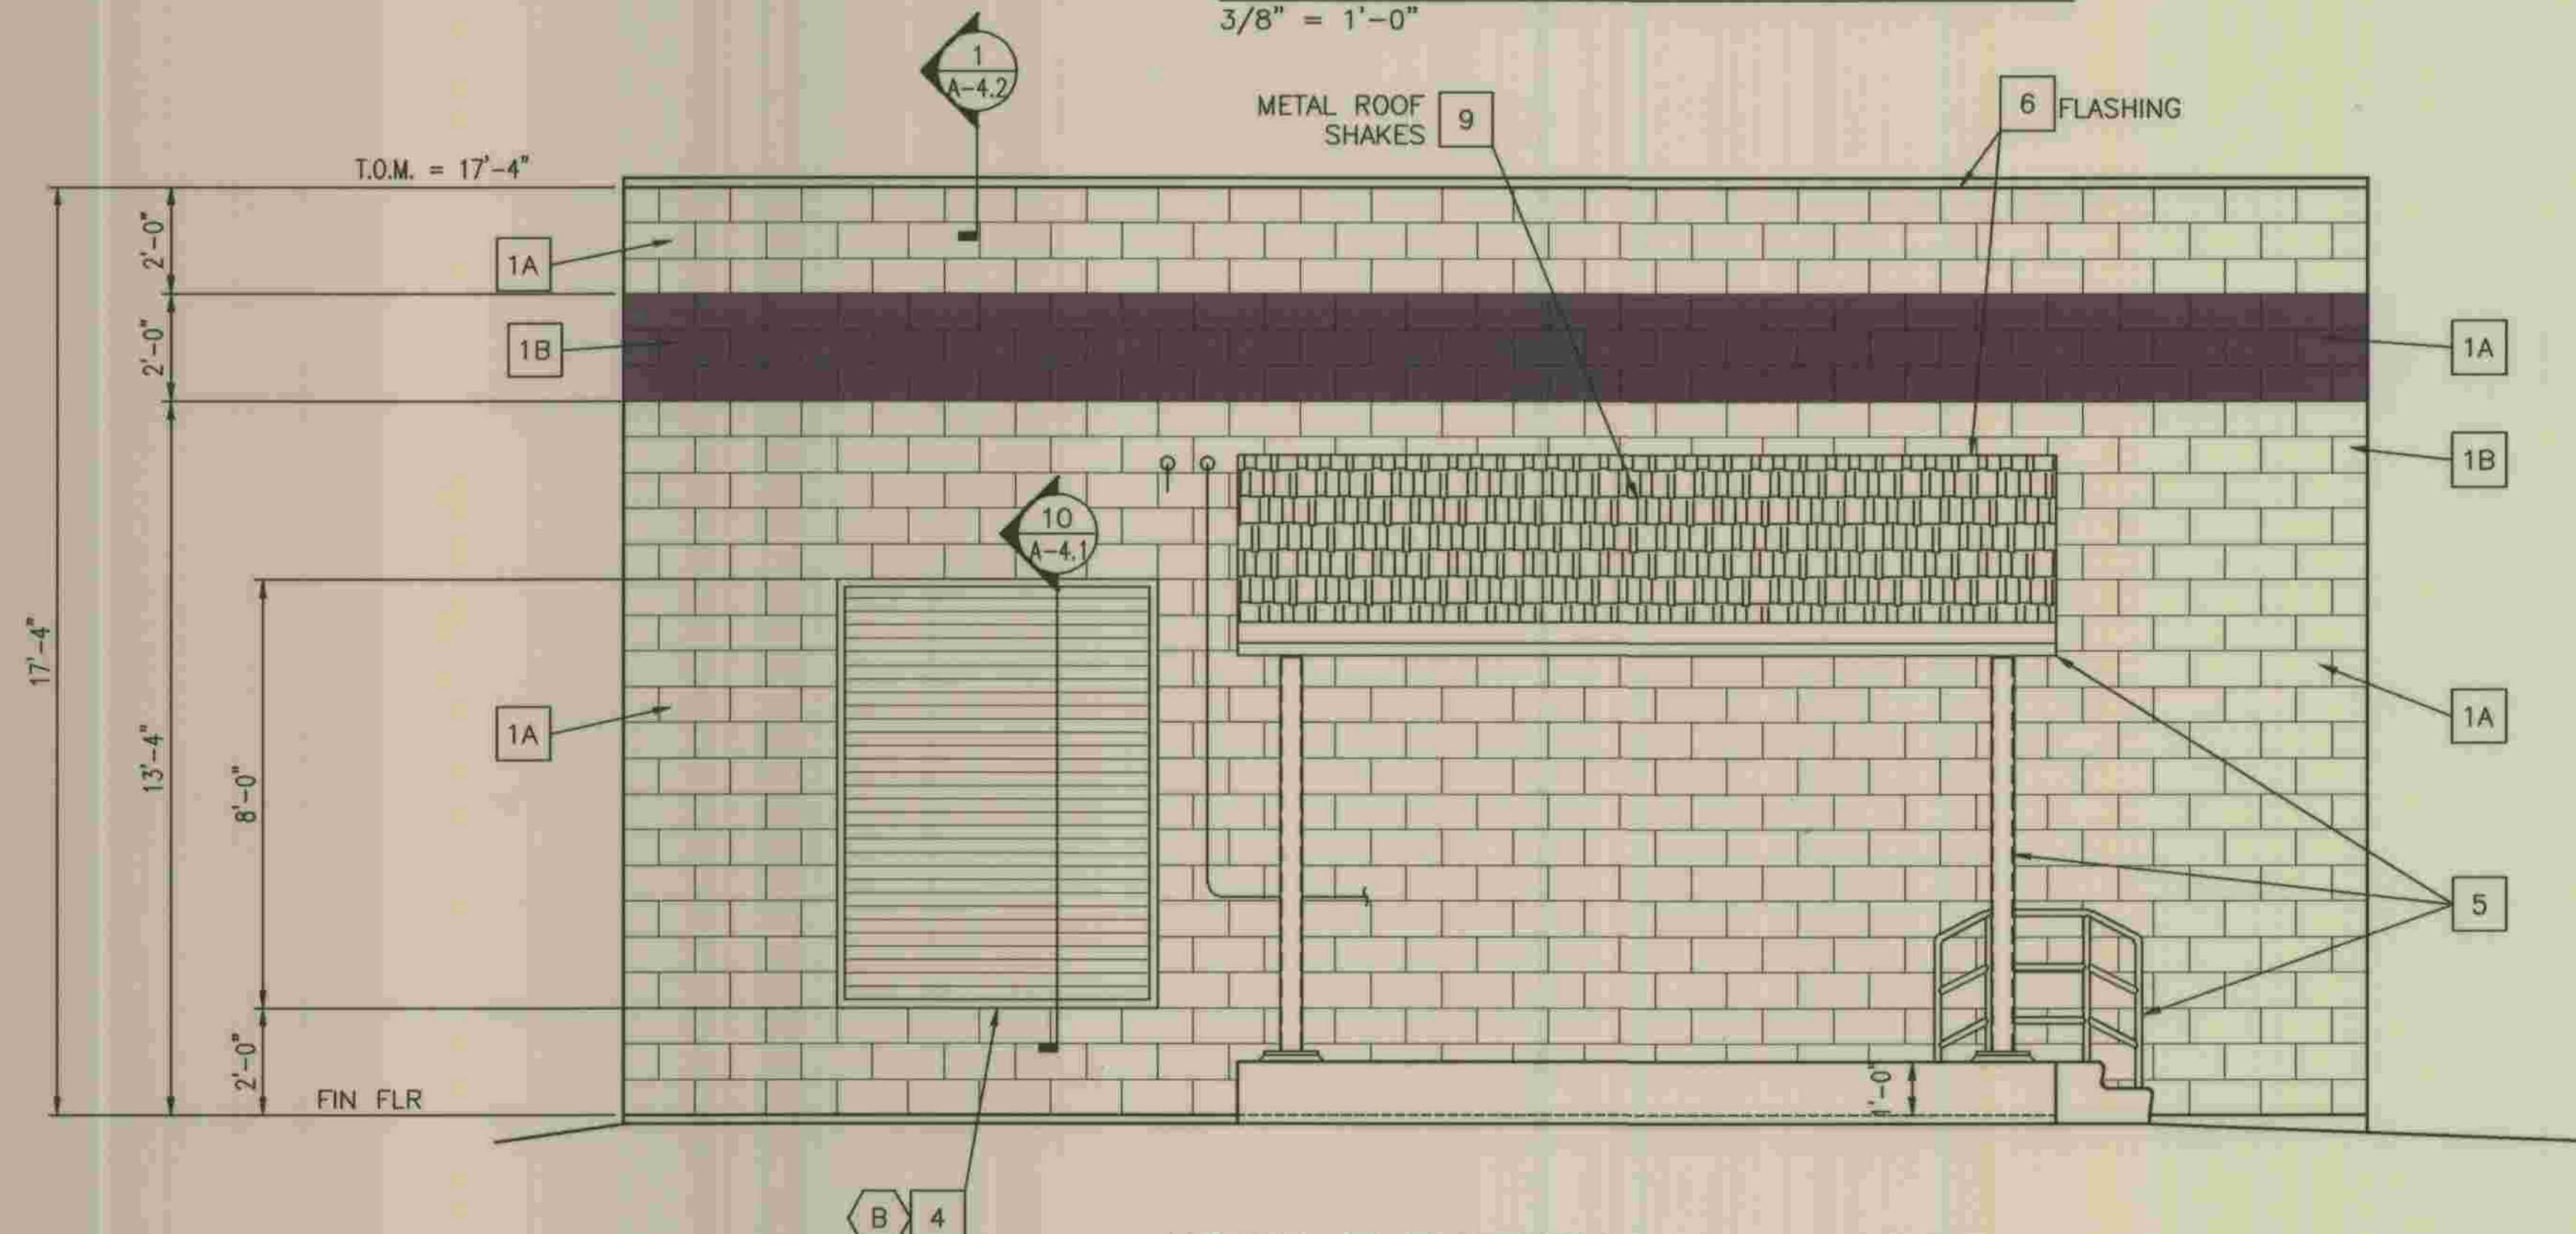 3/8" = 1'-0"
1
A-4.2
METAL ROOF
SHAKES
9
6
FLASHING
T.O.M. = 17'-4"
2'-0"
1A
2'-0"
1B
1A
1B
10
A-4.1
17'-4"
13'-4"
8'-0"
1A
1A
5
2'-0"
FIN FLR
1'-0"
B
4